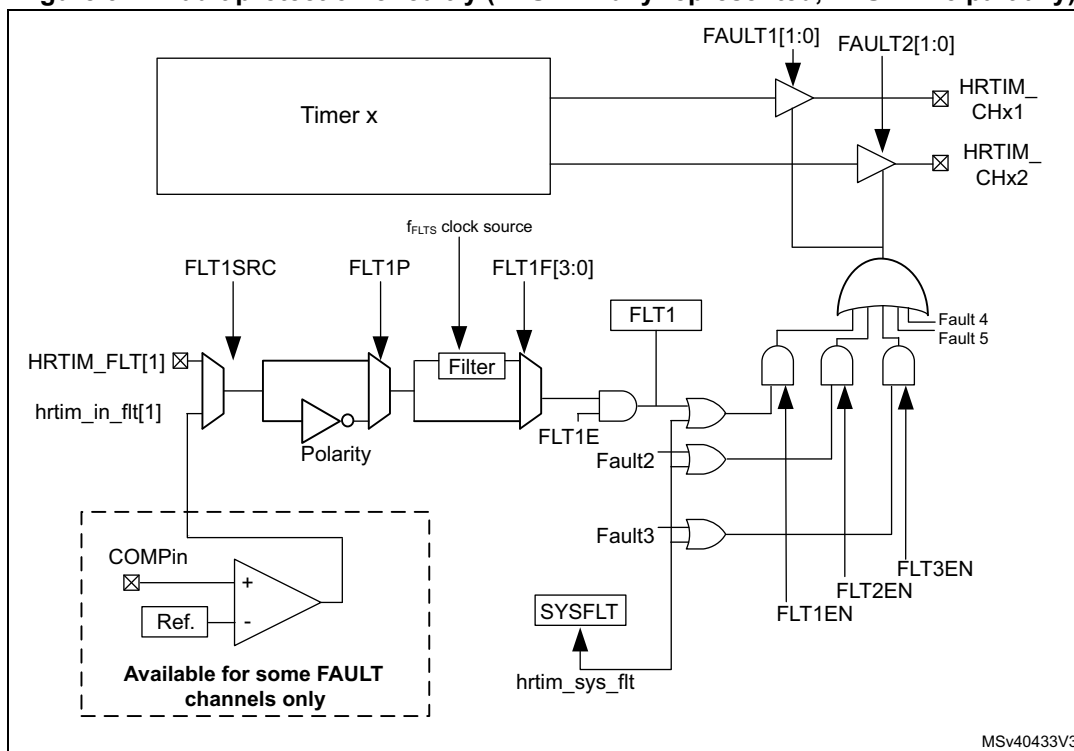 FAULT1[1:0]
FAULT2[1:0]
Timer x
HRTIM_
CHx1
HRTIM_
CHx2
fFLTS clock source
FLT1SRC
FLT1P
FLT1F[3:0]
FLT1
Fault 4
Fault 5
HRTIM_FLT[1]
Filter
hrtim_in_flt[1]
FLT1E
Polarity
Fault2
Fault3
COMPin
+
Ref.
-
FLT3EN
FLT2EN
FLT1EN
SYSFLT
hrtim_sys_flt
Available for some FAULT
channels only
MSv40433V3